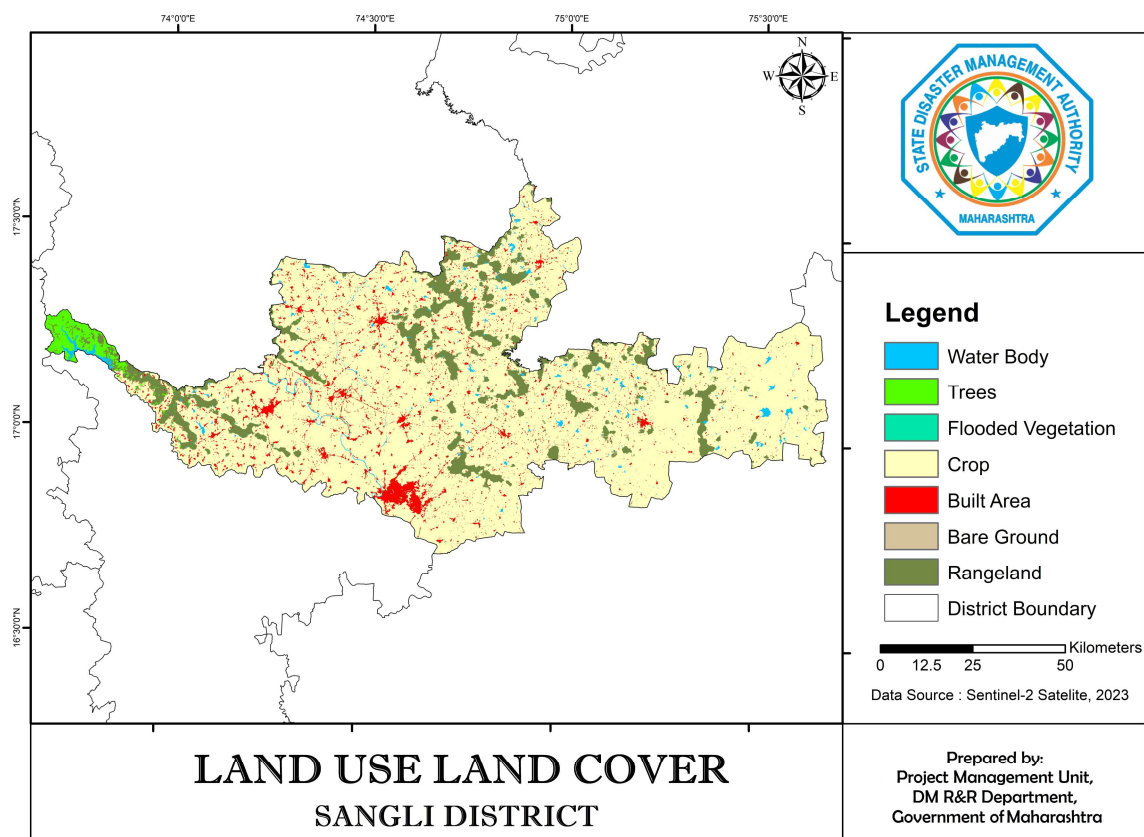 74°0'0"E
74°30'0"E
75°0'0"E
75°30'0"E
17°30'0"N
17°0'0"N
16°30'0"N
N
W E
S
STATE DISASTER MANAGEMENT AUTHORITY
MAHARASHTRA
Legend
Water Body
Trees
Flooded Vegetation
Crop
Built Area
Bare Ground
Rangeland
District Boundary
Kilometers
0 12.5 25 50
Data Source : Sentinel-2 Satelite, 2023
LAND USE LAND COVER
SANGLI DISTRICT
Prepared by:
Project Management Unit,
DM R&R Department,
Government of Maharashtra